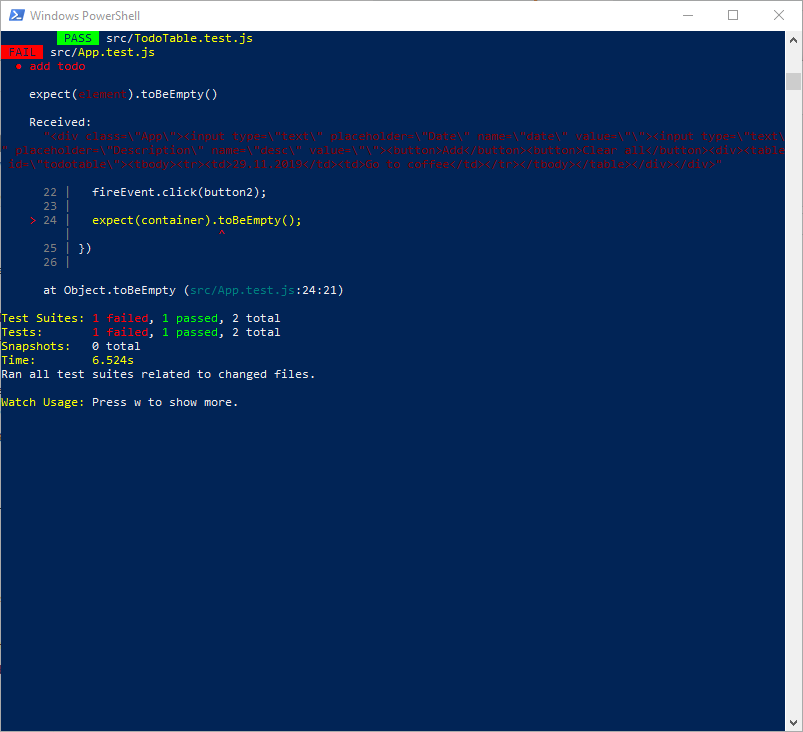 Windows PowerShell
PASS src/TodoTable.test.js
FAIL src/App.test.js
● add todo
expect(element).toBeEmpty()
Received:
"<div class=\"App\"><input type=\"text\" placeholder=\"Date\" name=\"date\" value=\"\"><input type=\"text\
" placeholder=\"Description\" name=\"desc\" value=\"\"><button>Add</button><button>Clean all</button><div><table
id=\"todotable\"><tbody><tr><td>29.11.2019</td><td>Go to coffee</td></tr></tbody></table></div></div>"
22 | fireEvent.click(button2);
23 |
> 24 | expect(container).toBeEmpty();
| ^
25 | })
26 |
at Object.toBeEmpty (src/App.test.js:24:21)
Test Suites: 1 failed, 1 passed, 2 total
Tests: 1 failed, 1 passed, 2 total
Snapshots: 0 total
Time: 6.524s
Ran all test suites related to changed files.
Watch Usage: Press w to show more.